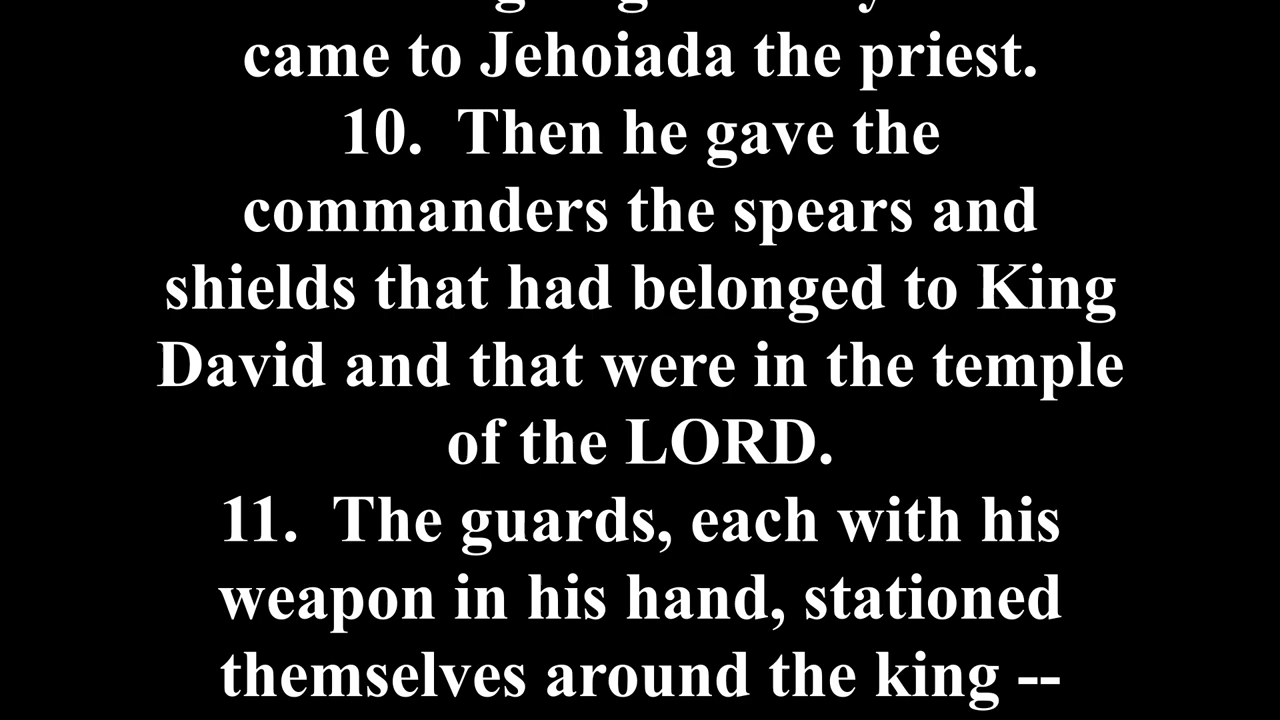 came to Jehoiada the priest.
10.  Then he gave the
commanders the spears and
shields that had belonged to King
David and that were in the temple
of the LORD.
11.  The guards, each with his
weapon in his hand, stationed
themselves around the king --